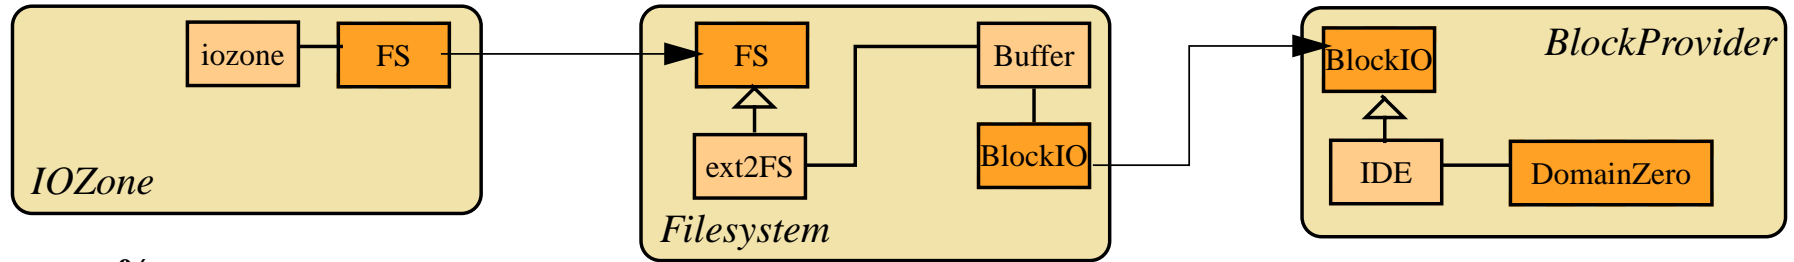 iozone
FS
IOZone
FS
Buffer
ext2FS
BlockIO
Filesystem
BlockIO
BlockProvider
IDE
DomainZero